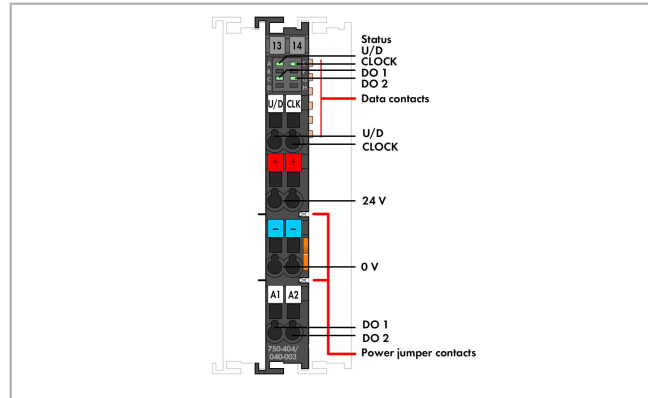 13 14
Status
U/D
CLOCK
DO 1
DO 2
Data contacts
A
B
C
D
H
U/D CLK
U/D
CLOCK
+ +
24 V
− −
0 V
A1 A2
DO 1
DO 2
750-404/
040-003
Power jumper contacts